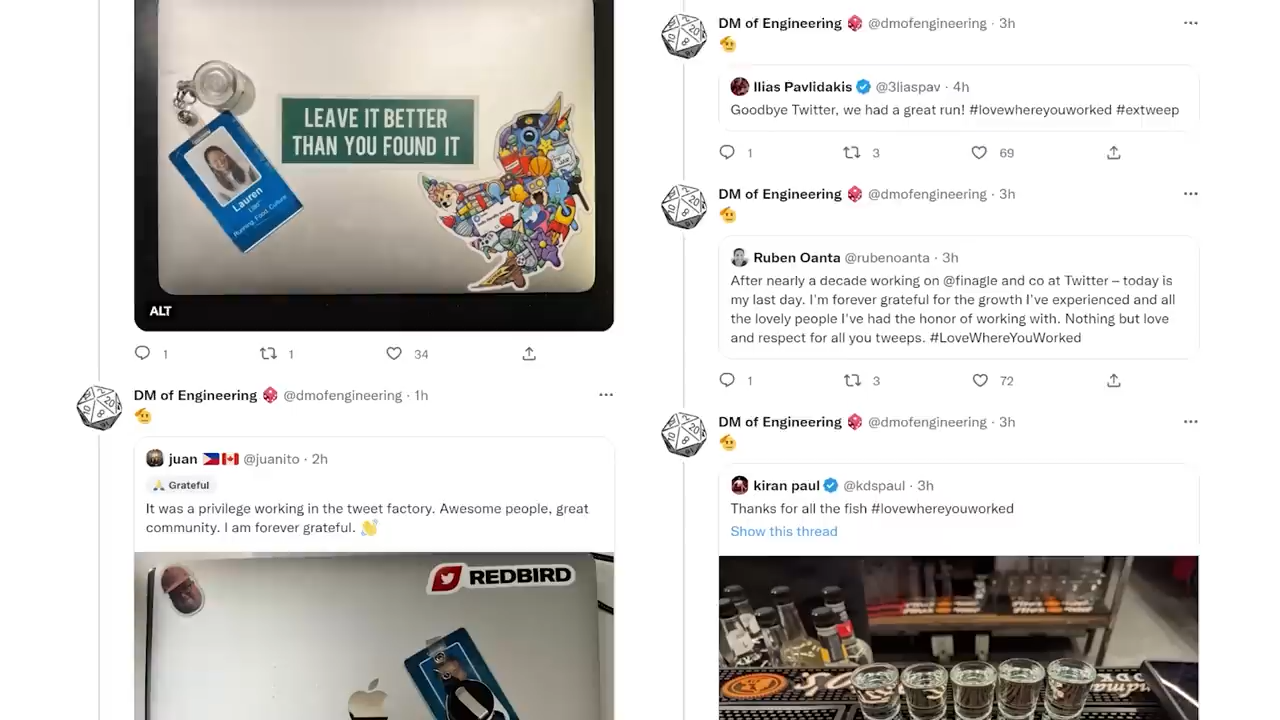 LEAVE IT BETTER
THAN YOU FOUND IT
Lauren
Running. Food. Culture.
ALT
1
1
34
DM of Engineering @dmofengineering · 1h
🫡
juan 🇵🇭🇨🇦 @juanito · 2h
🙏 Grateful
It was a privilege working in the tweet factory. Awesome people, great
community. I am forever grateful. 👋
REDBIRD
DM of Engineering @dmofengineering · 3h
🫡
Ilias Pavlidakis @3liaspav · 4h
Goodbye Twitter, we had a great run! #lovewhereyouworked #extweep
1
3
69
DM of Engineering @dmofengineering · 3h
🫡
Ruben Oanta @rubenoanta · 3h
After nearly a decade working on @finagle and co at Twitter – today is
my last day. I'm forever grateful for the growth I've experienced and all
the lovely people I've had the honor of working with. Nothing but love
and respect for all you tweeps. #LoveWhereYouWorked
1
3
72
DM of Engineering @dmofengineering · 3h
🫡
kiran paul @kdspaul · 3h
Thanks for all the fish #lovewhereyouworked
Show this thread